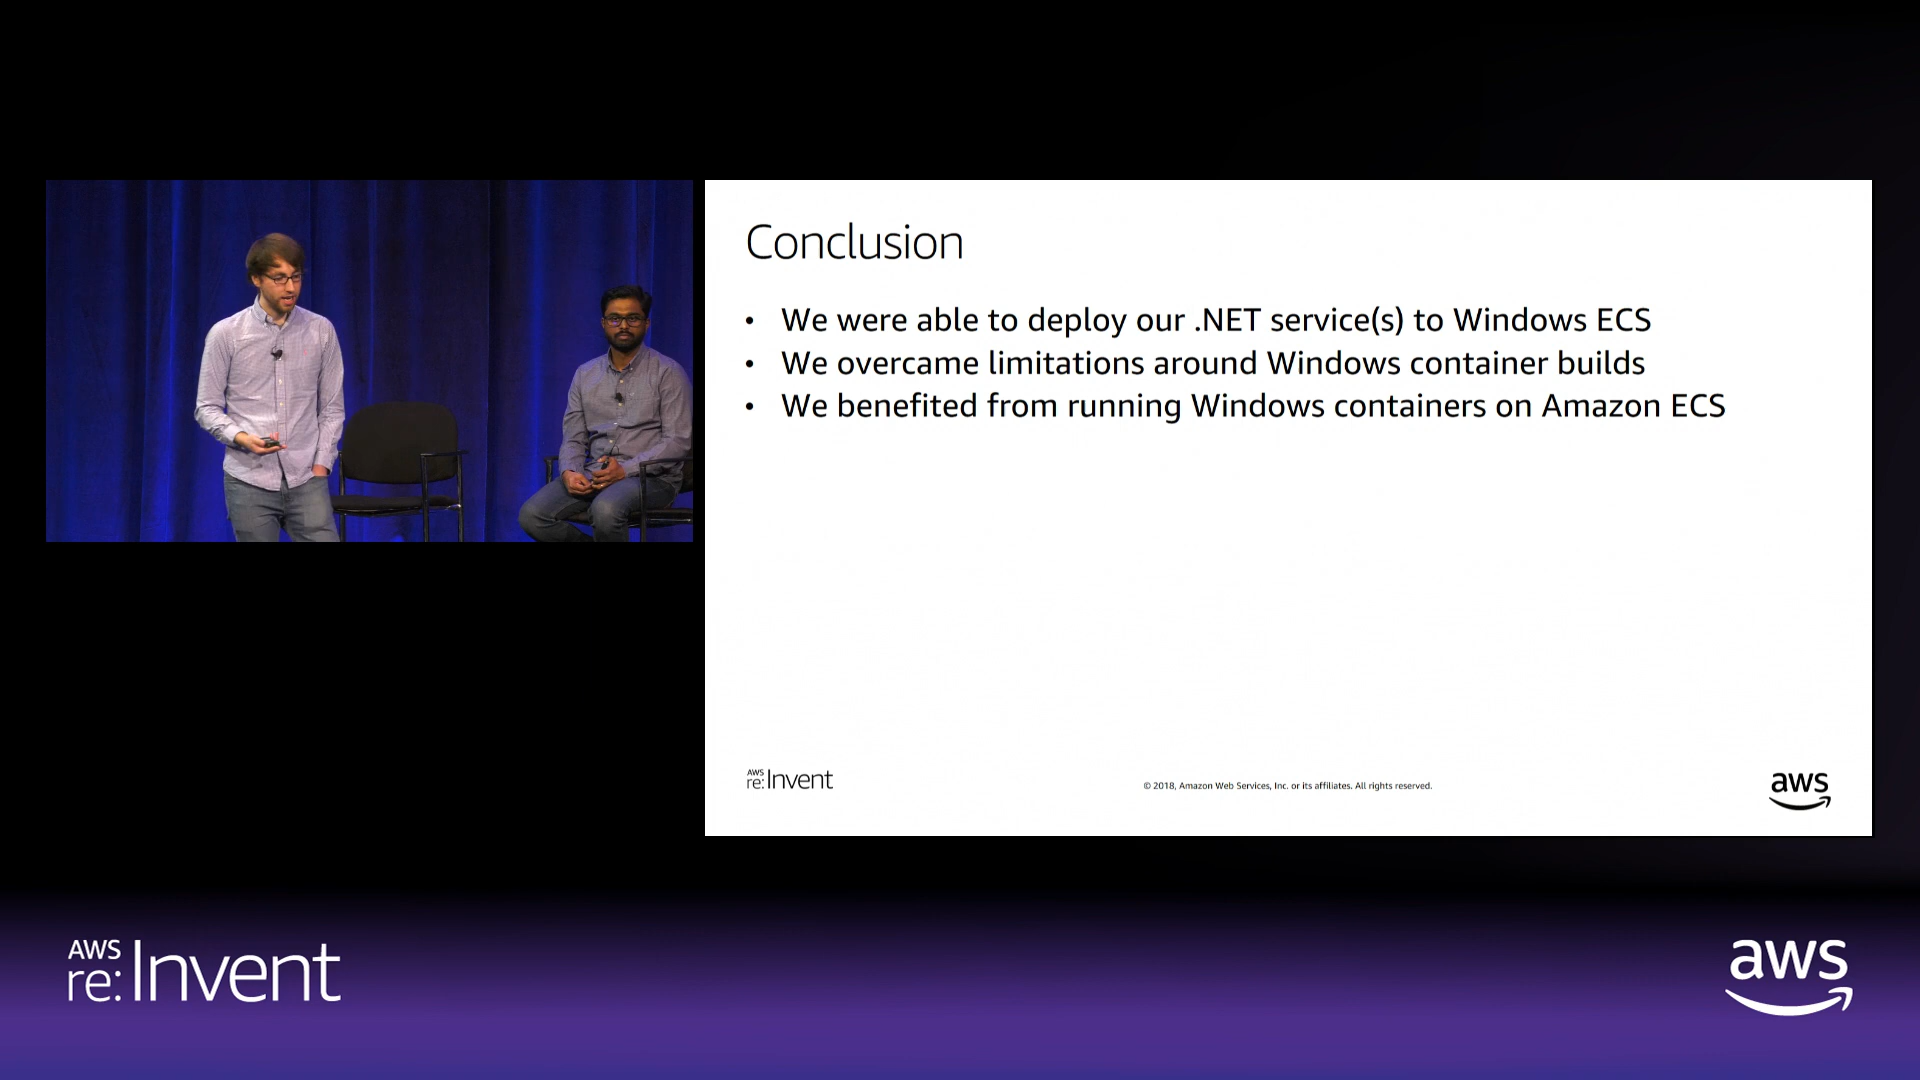 Conclusion
• We were able to deploy our .NET service(s) to Windows ECS
• We overcame limitations around Windows container builds
• We benefited from running Windows containers on Amazon ECS
AWS
re:Invent
© 2018, Amazon Web Services, Inc. or its affiliates. All rights reserved.
aws
AWS
re:Invent
aws